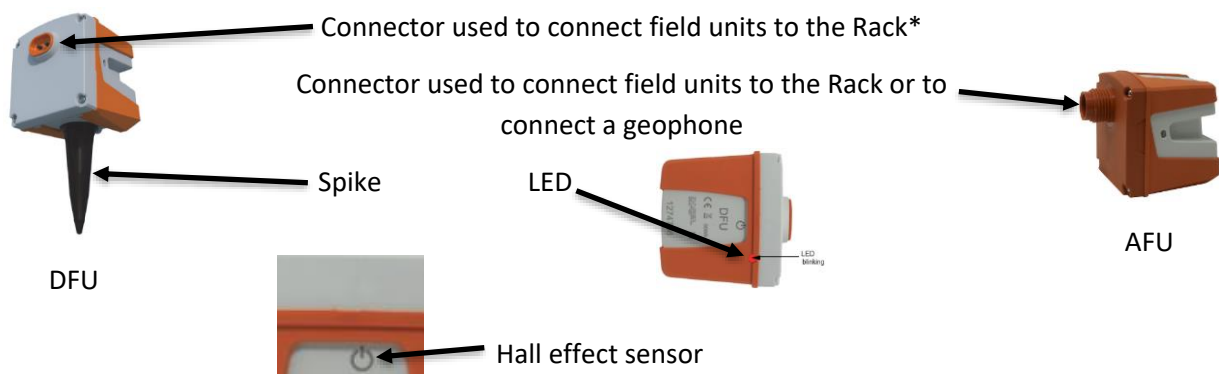 Connector used to connect field units to the Rack*
Connector used to connect field units to the Rack or to
connect a geophone
Spike
LED
DFU
LED
blinking
AFU
DFU
Hall effect sensor